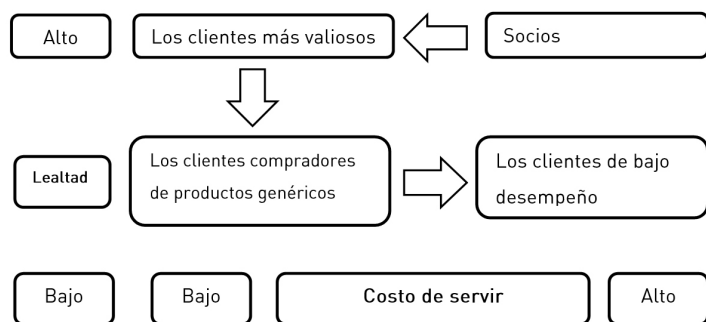 Alto
Los clientes más valiosos
Socios
Lealtad
Los clientes compradores
de productos genéricos
Los clientes de bajo
desempeño
Bajo
Bajo
Costo de servir
Alto